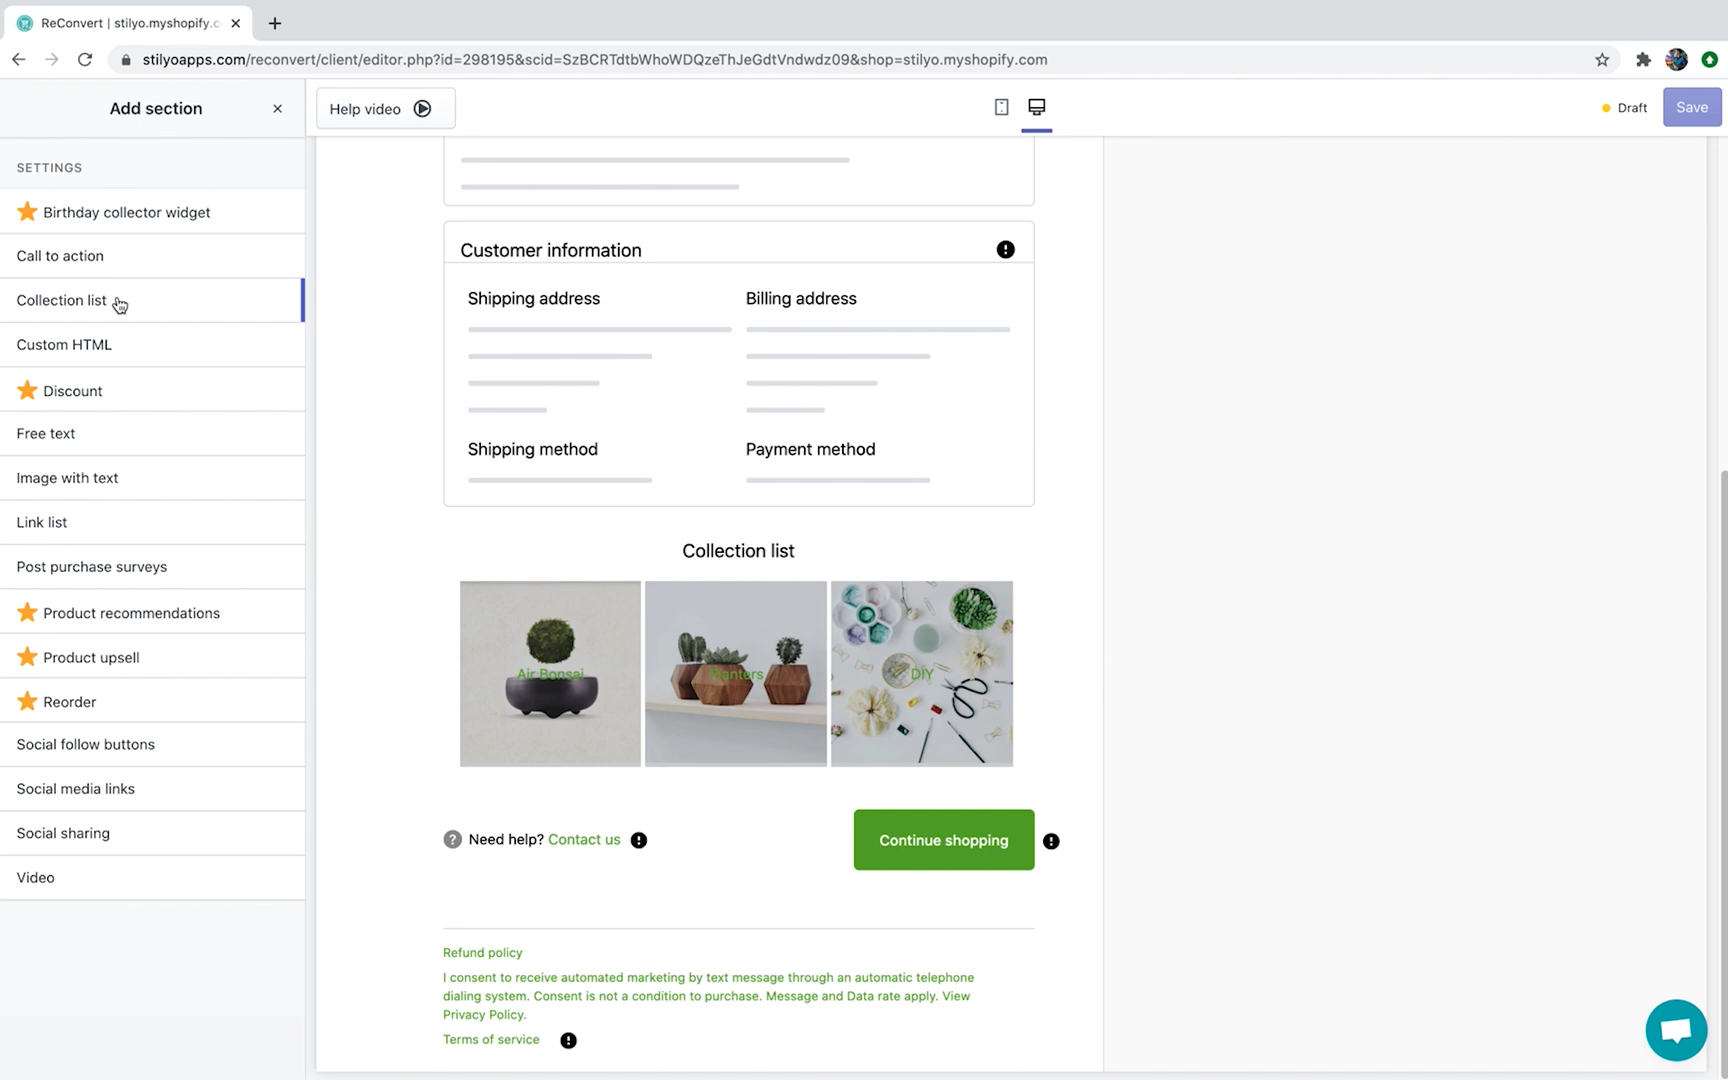 ReConvert | stilyo.myshopify.c
stilyoapps.com/reconvert/client/editor.php?id=298195&scid=SzBCRTdtbWhoWDQzeThJeGdtVndwdz09&shop=stilyo.myshopify.com
Add section
Help video
Draft
Save
SETTINGS
Birthday collector widget
Call to action
Collection list
Custom HTML
Discount
Free text
Image with text
Link list
Post purchase surveys
Product recommendations
Product upsell
Reorder
Social follow buttons
Social media links
Social sharing
Video
Customer information
Shipping address
Billing address
Shipping method
Payment method
Collection list
Air Bonsai
Planters
DIY
Need help? Contact us
Continue shopping
Refund policy
I consent to receive automated marketing by text message through an automatic telephone
dialing system. Consent is not a condition to purchase. Message and Data rate apply. View
Privacy Policy.
Terms of service